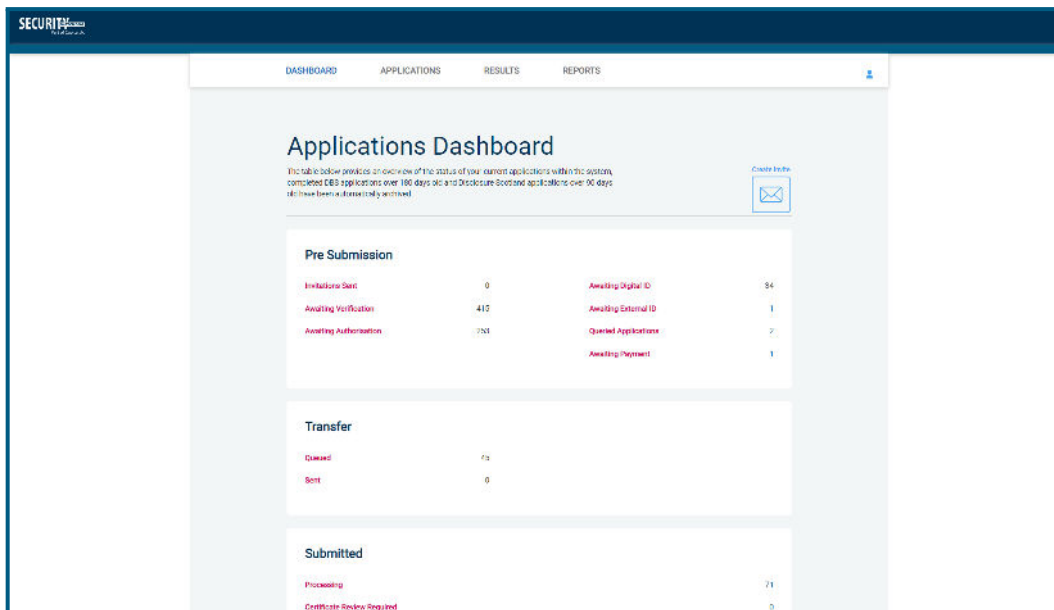 SECURITY
DASHBOARD APPLICATIONS RESULTS REPORTS
Applications Dashboard
The table below provides an overview of the status of your current applications within the system,
completed DBS applications over 180 days old and Disclosure Scotland applications over 90 days
old have been automatically archived.
Create Invite
Pre Submission
Invitations Sent 0 Awaiting Digital ID 84
Awaiting Verification 415 Awaiting External ID 1
Awaiting Authorisation Queried Applications 2
Awaiting Payment 1
Transfer
Queued
Sent 0
Submitted
Processing 71
Certificate Review Required 0